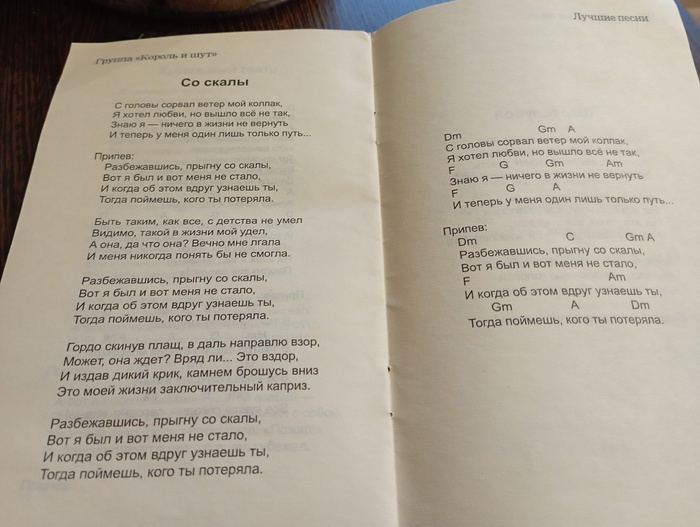 Группа «Король и шут»
Со скалы
С головы сорвал ветер мой колпак,
Я хотел любви, но вышло всё не так,
Знаю я — ничего в жизни не вернуть
И теперь у меня один лишь только путь...
Припев:
Разбежавшись, прыгну со скалы,
Вот я был и вот меня не стало,
И когда об этом вдруг узнаешь ты,
Тогда поймешь, кого ты потеряла.
Быть таким, как все, с детства не умел
Видимо, такой в жизни мой удел,
А она, да что она? Вечно мне лгала
И меня никогда понять бы не смогла.
Разбежавшись, прыгну со скалы,
Вот я был и вот меня не стало,
И когда об этом вдруг узнаешь ты,
Тогда поймешь, кого ты потеряла.
Гордо скинув плащ, в даль направлю взор,
Может, она ждет? Вряд ли... Это вздор,
И издав дикий крик, камнем брошусь вниз
Это моей жизни заключительный каприз.
Разбежавшись, прыгну со скалы,
Вот я был и вот меня не стало,
И когда об этом вдруг узнаешь ты,
Тогда поймешь, кого ты потеряла.
Лучшие песни
Dm Gm A
С головы сорвал ветер мой колпак,
Я хотел любви, но вышло всё не так,
F G Gm Am
Знаю я — ничего в жизни не вернуть
F G A
И теперь у меня один лишь только путь...
Припев:
Dm C Gm A
Разбежавшись, прыгну со скалы,
Вот я был и вот меня не стало,
F Am
И когда об этом вдруг узнаешь ты,
Gm A Dm
Тогда поймешь, кого ты потеряла.